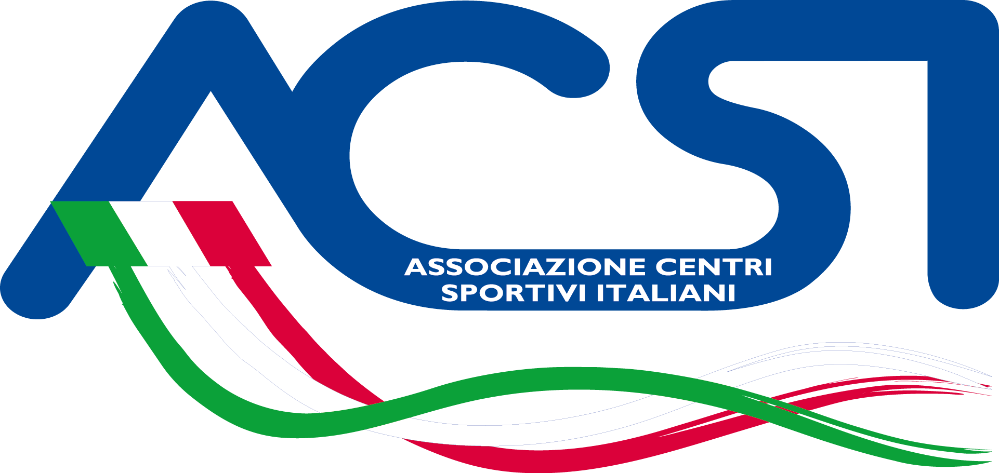 ACSI
ASSOCIAZIONE CENTRI
SPORTIVI ITALIANI